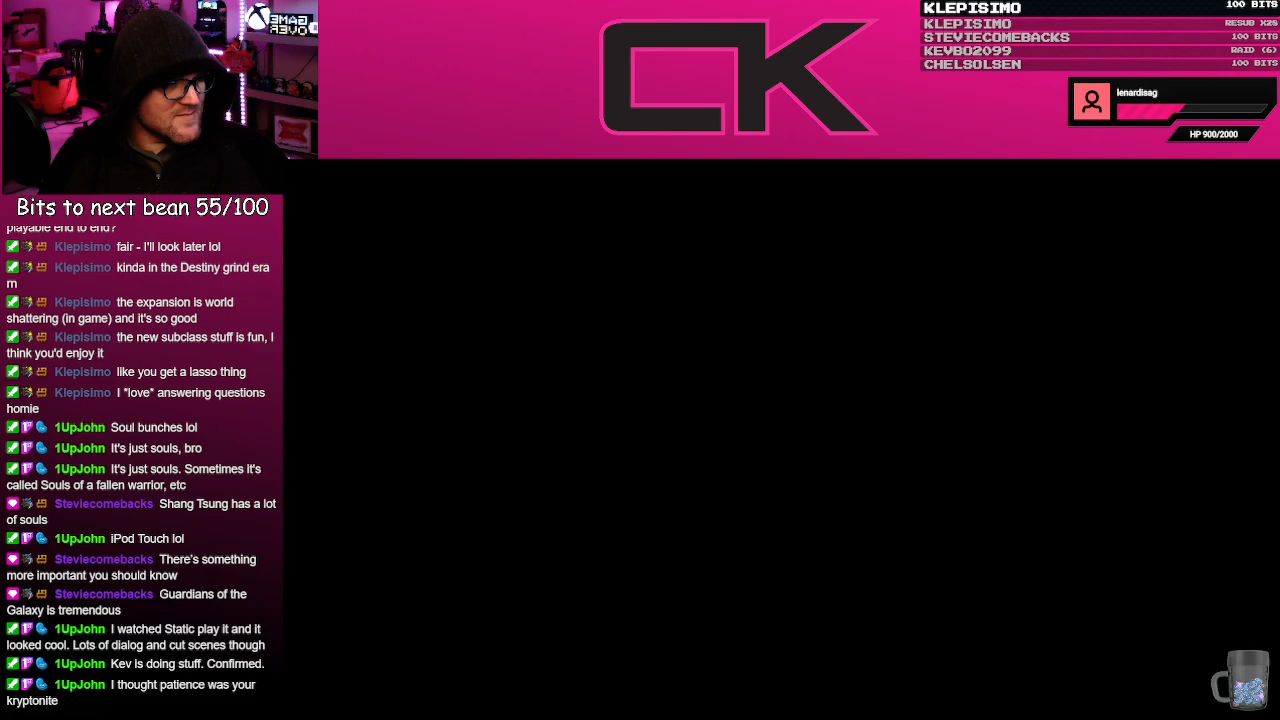 GAME
OVER
CK
KLEPISIMO 100 BITS
KLEPISIMO RESUB X28
STEVIECOMEBACKS 100 BITS
KEVBO2099 RAID (6)
CHELSOLSEN 100 BITS
lenardisag
HP 900/2000
Bits to next bean 55/100
playable end to end?
Klepisimo fair - I'll look later lol
Klepisimo kinda in the Destiny grind era
m
Klepisimo the expansion is world
shattering (in game) and it's so good
Klepisimo the new subclass stuff is fun, I
think you'd enjoy it
Klepisimo like you get a lasso thing
Klepisimo I *love* answering questions
homie
1UpJohn Soul bunches lol
1UpJohn It's just souls, bro
1UpJohn It's just souls. Sometimes it's
called Souls of a fallen warrior, etc
Steviecomebacks Shang Tsung has a lot
of souls
1UpJohn iPod Touch lol
Steviecomebacks There's something
more important you should know
Steviecomebacks Guardians of the
Galaxy is tremendous
1UpJohn I watched Static play it and it
looked cool. Lots of dialog and cut scenes though
1UpJohn Kev is doing stuff. Confirmed.
1UpJohn I thought patience was your
kryptonite